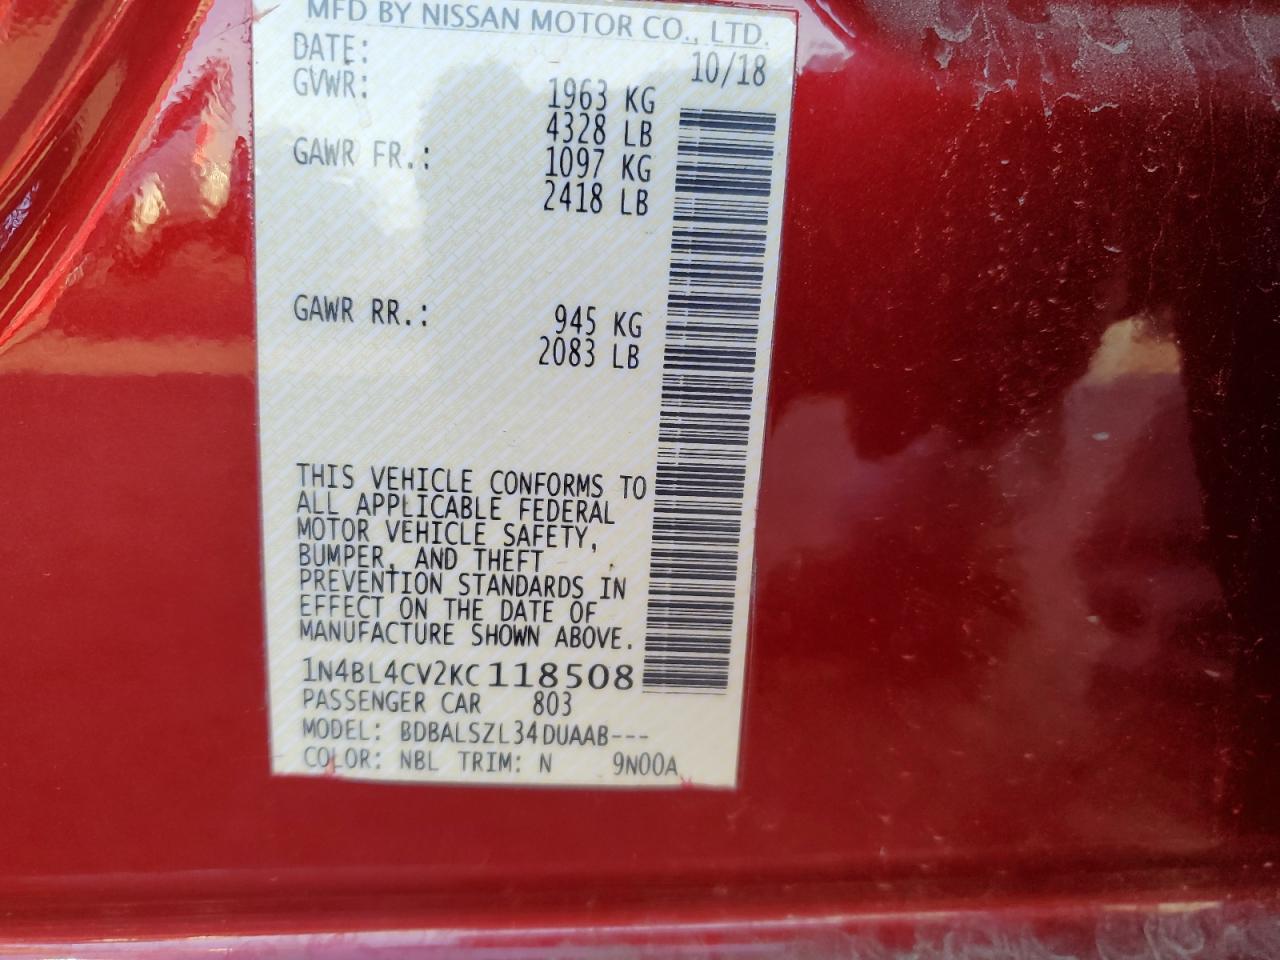 MFD BY NISSAN MOTOR CO., LTD.
DATE: 10/18
GVWR: 1963 KG
4328 LB
GAWR FR.: 1097 KG
2418 LB
GAWR RR.: 945 KG
2083 LB
THIS VEHICLE CONFORMS TO
ALL APPLICABLE FEDERAL
MOTOR VEHICLE SAFETY,
BUMPER, AND THEFT
PREVENTION STANDARDS IN
EFFECT ON THE DATE OF
MANUFACTURE SHOWN ABOVE.
1N4BL4CV2KC118508
PASSENGER CAR 803
MODEL: BDBALSZL34DUAAB---
COLOR: NBL TRIM: N 9N00A